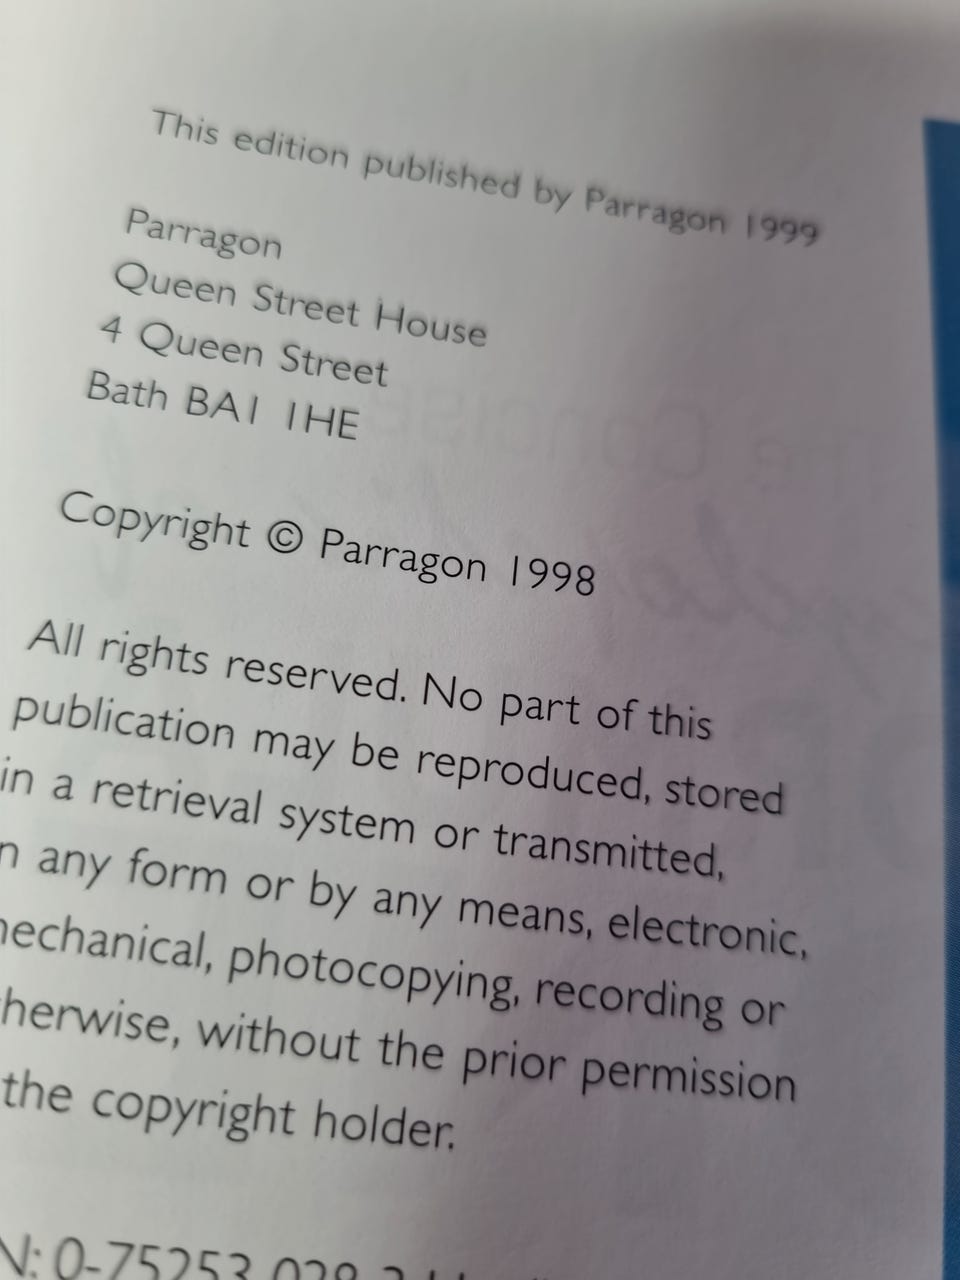 This edition published by Parragon 1999
Parragon
Queen Street House
4 Queen Street
Bath BA1 1HE
Copyright © Parragon 1998
All rights reserved. No part of this
publication may be reproduced, stored
in a retrieval system or transmitted,
n any form or by any means, electronic,
mechanical, photocopying, recording or
therwise, without the prior permission
the copyright holder.
N: 0-75253